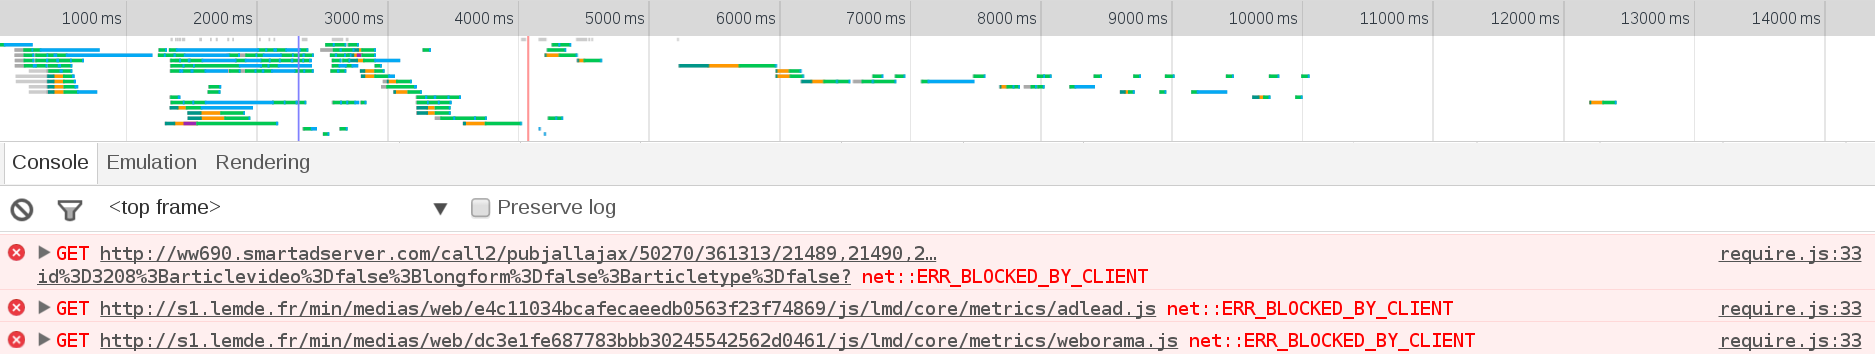 1000 ms 2000 ms 3000 ms 4000 ms 5000 ms 6000 ms 7000 ms 8000 ms 9000 ms 10000 ms 11000 ms 12000 ms 13000 ms 14000 ms
Console Emulation Rendering
<top frame> ▼ Preserve log
GET http://ww690.smartadserver.com/call2/pubjallajax/50270/361313/21489,21490,2… require.js:33
id%3D3208%3Barticlevideo%3Dfalse%3Blongform%3Dfalse%3Barticletype%3Dfalse? net::ERR_BLOCKED_BY_CLIENT
GET http://s1.lemde.fr/min/medias/web/e4c11034bcafecaeedb0563f23f74869/js/lmd/core/metrics/adlead.js net::ERR_BLOCKED_BY_CLIENT require.js:33
GET http://s1.lemde.fr/min/medias/web/dc3e1fe687783bbb30245542562d0461/js/lmd/core/metrics/weborama.js net::ERR_BLOCKED_BY_CLIENT require.js:33